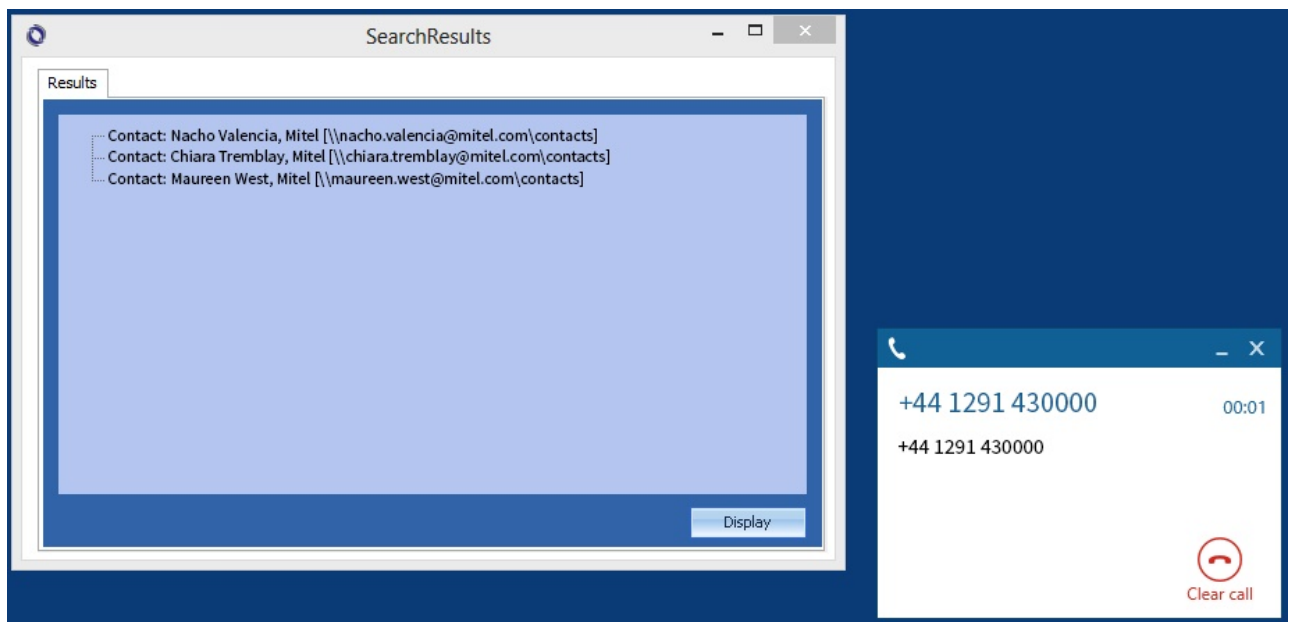 SearchResults
Results
Contact: Nacho Valencia, Mitel [\\nacho.valencia@mitel.com\contacts]
Contact: Chiara Tremblay, Mitel [\\chiara.tremblay@mitel.com\contacts]
Contact: Maureen West, Mitel [\\maureen.west@mitel.com\contacts]
Display
+44 1291 430000 00:01
+44 1291 430000
Clear call